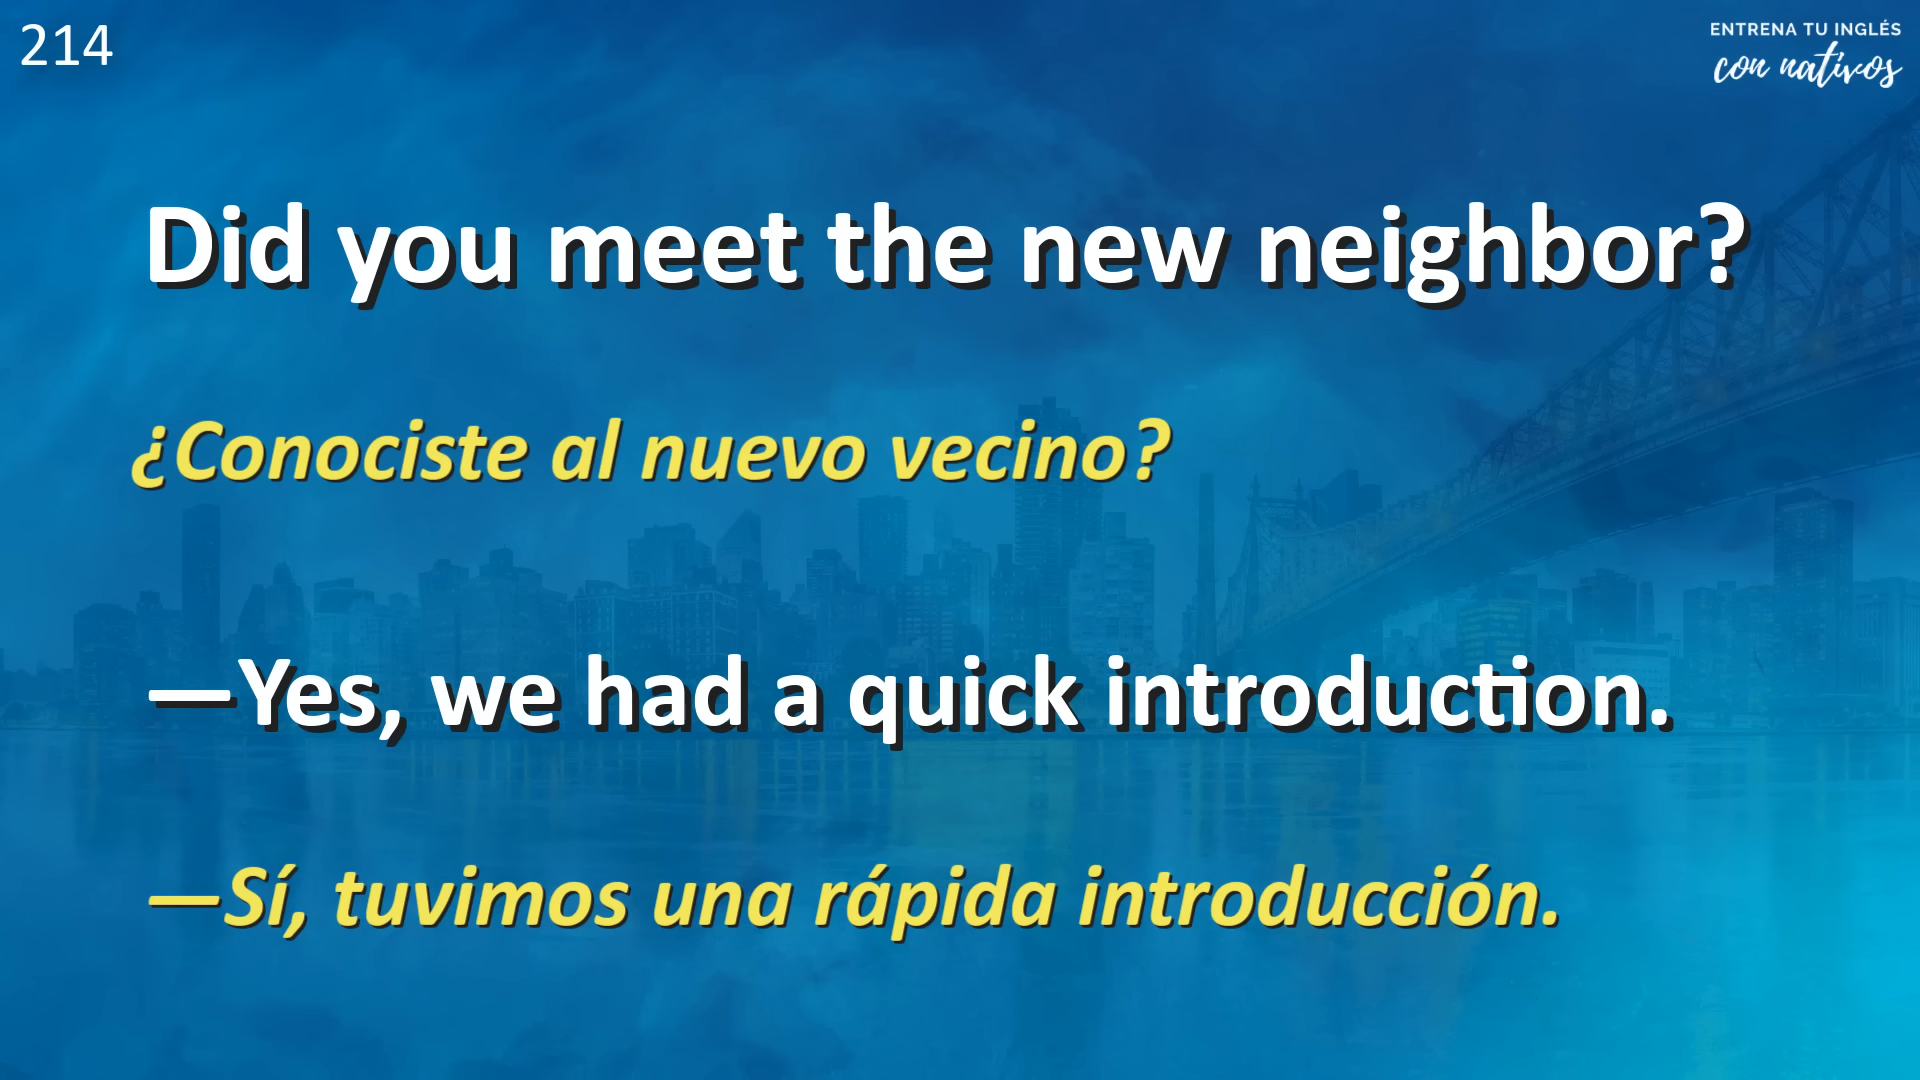 214
ENTRENA TU INGLÉS
con nativos
Did you meet the new neighbor?
¿Conociste al nuevo vecino?
—Yes, we had a quick introduction.
—Sí, tuvimos una rápida introducción.